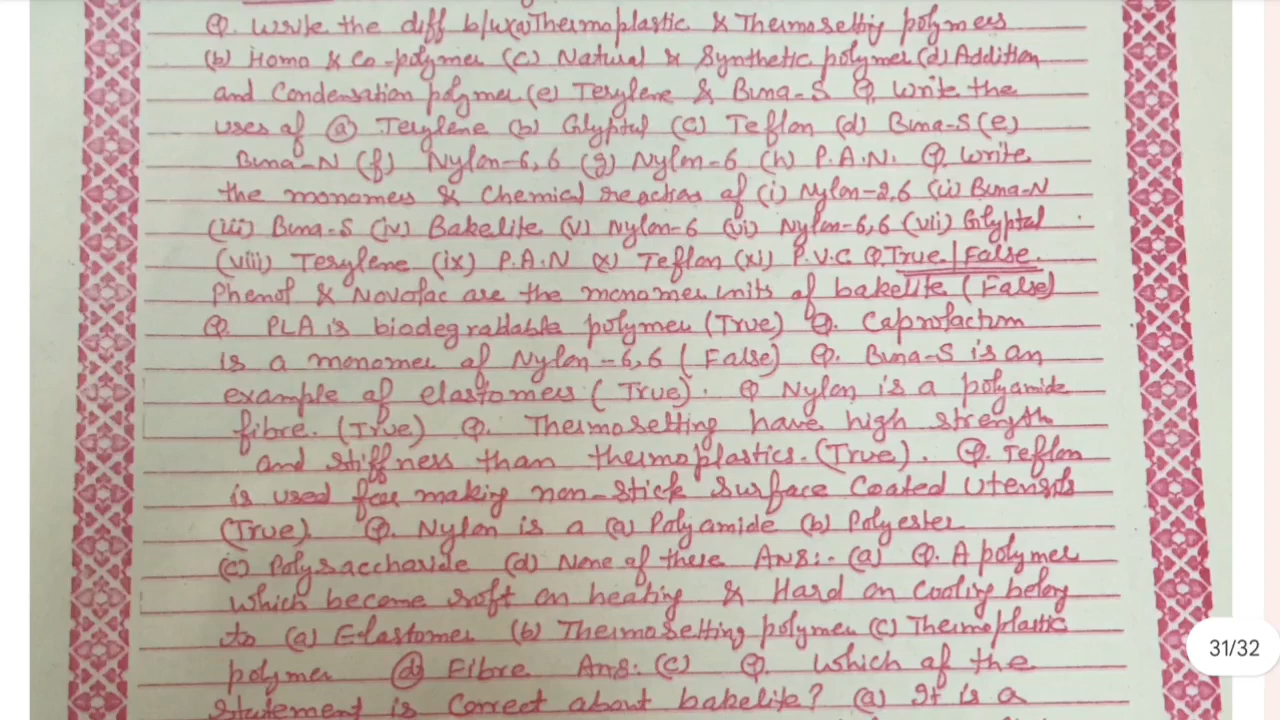 Q. Write the diff b/w (a) Thermoplastic & Thermosetting polymers
(b) Homo & Co-polymer (c) Natural & Synthetic polymer (d) Addition
and Condensation polymer (e) Terylene & Buna-S Q. Write the
uses of (a) Terylene (b) Glyptal (c) Teflon (d) Buna-S (e)
Buna-N (f) Nylon-6,6 (g) Nylon-6 (h) P.A.N. Q. Write
the monomers & Chemical reaction of (i) Nylon-2,6 (ii) Buna-N
(iii) Buna-S (iv) Bakelite (v) Nylon-6 (vi) Nylon-6,6 (vii) Glyptal
(viii) Terylene (ix) P.A.N (x) Teflon (xi) P.V.C Q. True/False
Phenol & Novolac are the monomer units of bakelite (False)
Q. PLA is biodegradable polymer (True) Q. Caprolactum
is a monomer of Nylon-6,6 (False) Q. Buna-S is an
example of elastomers (True). Q Nylon is a polyamide
fibre. (True) Q. Thermosetting have high strength
and stiffness than thermoplastics. (True). Q. Teflon
is used for making non-stick surface coated utensils
(True). Q. Nylon is a (a) Polyamide (b) Polyester
(c) Polysaccharide (d) None of these Ans:- (a) Q. A polymer
which become soft on heating & Hard on cooling belong
to (a) Elastomer (b) Thermosetting polymer (c) Thermoplastic
polymer (d) Fibre Ans: (c) Q. Which of the
statement is correct about bakelite? (a) It is a
31/32